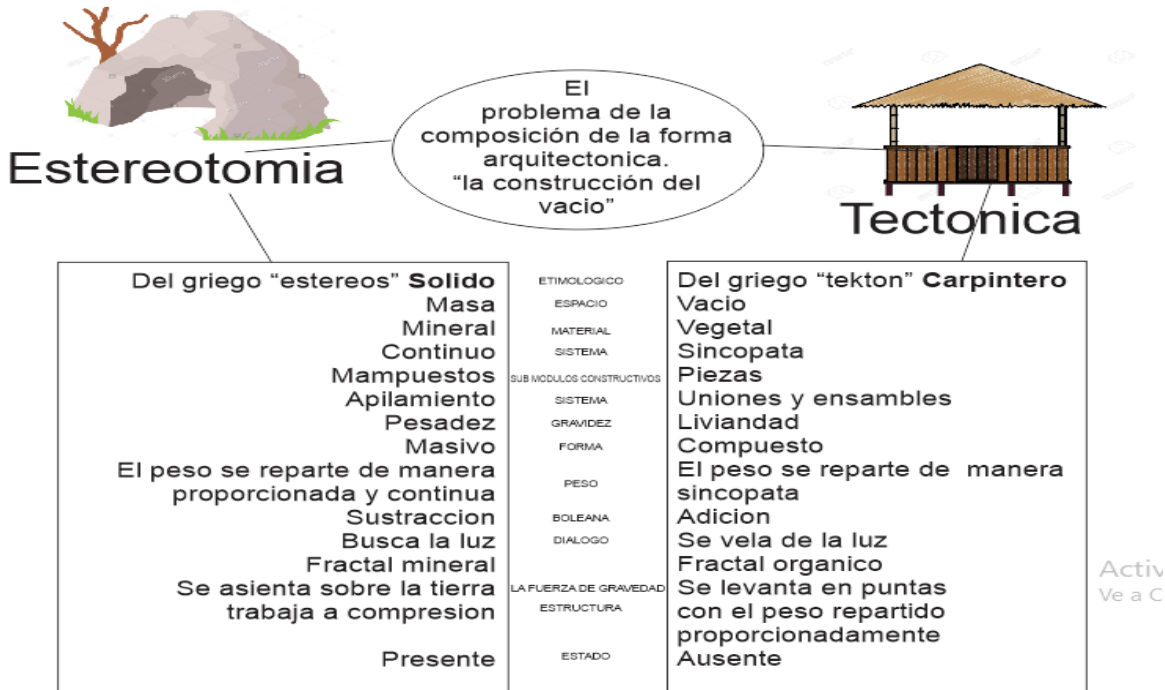 El
problema de la
composición de la forma
arquitectonica.
“la construcción del
vacio”
Estereotomia
Tectonica
Del griego “estereos” Solido
ETIMOLOGICO
Del griego “tekton” Carpintero
Masa
ESPACIO
Vacio
Mineral
MATERIAL
Vegetal
Continuo
SISTEMA
Sincopata
Mampuestos
SUB MODULOS CONSTRUCTIVOS
Piezas
Apilamiento
SISTEMA
Uniones y ensambles
Pesadez
GRAVIDEZ
Liviandad
Masivo
FORMA
Compuesto
El peso se reparte de manera
proporcionada y continua
PESO
El peso se reparte de manera
sincopata
Sustraccion
BOLEANA
Adicion
Busca la luz
DIALOGO
Se vela de la luz
Fractal mineral
Fractal organico
Se asienta sobre la tierra
trabaja a compresion
LA FUERZA DE GRAVEDAD
ESTRUCTURA
Se levanta en puntas
con el peso repartido
proporcionadamente
Presente
ESTADO
Ausente
Activ
Ve a C